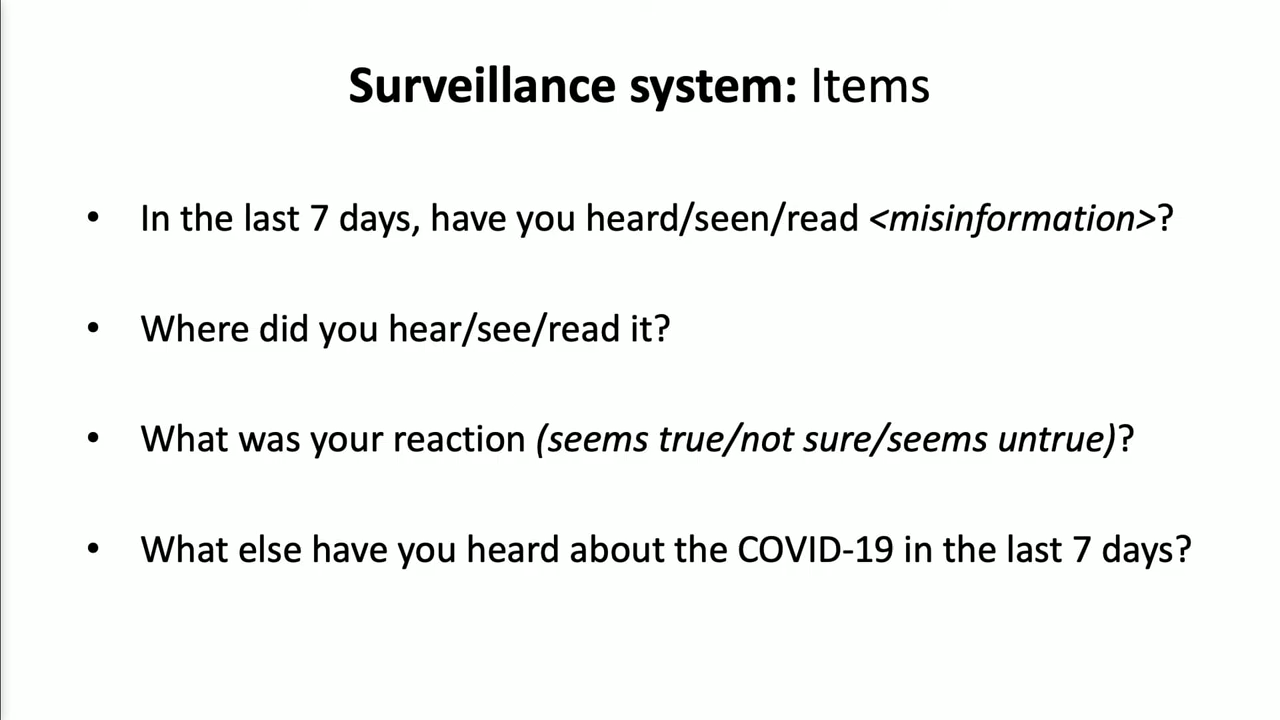 Surveillance system: Items
• In the last 7 days, have you heard/seen/read <misinformation>?
• Where did you hear/see/read it?
• What was your reaction (seems true/not sure/seems untrue)?
• What else have you heard about the COVID-19 in the last 7 days?